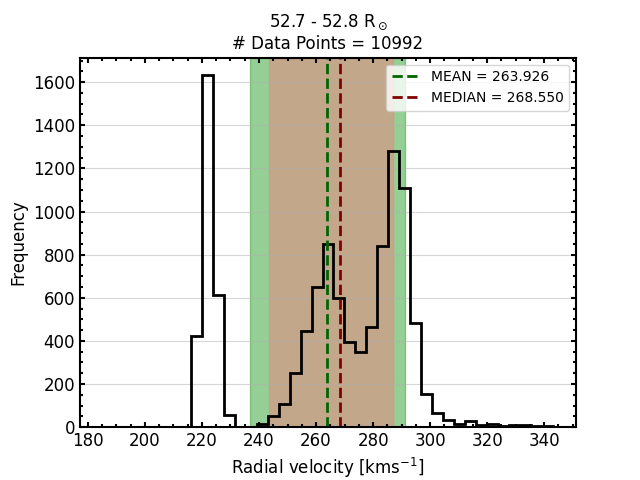 52.7 - 52.8 R⊙
# Data Points = 10992
MEAN = 263.926
MEDIAN = 268.550
Frequency
1600
1400
1200
1000
800
600
400
200
0
180 200 220 240 260 280 300 320 340
Radial velocity [kms⁻¹]